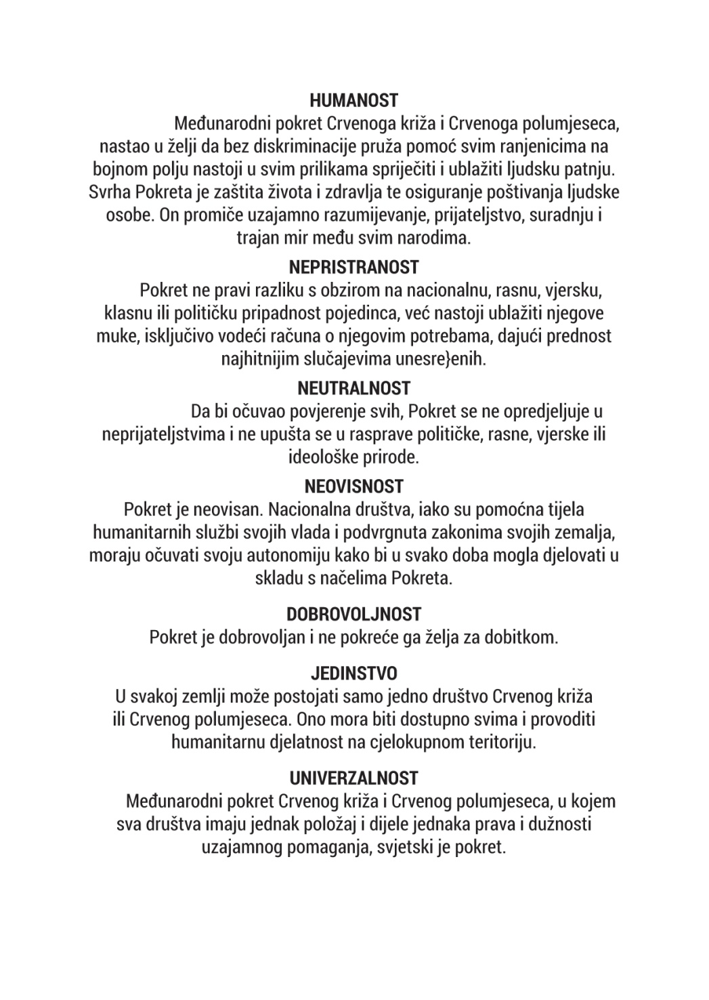 HUMANOST
Međunarodni pokret Crvenoga križa i Crvenoga polumjeseca,
nastao u želji da bez diskriminacije pruža pomoć svim ranjenicima na
bojnom polju nastoji u svim prilikama spriječiti i ublažiti ljudsku patnju.
Svrha Pokreta je zaštita života i zdravlja te osiguranje poštivanja ljudske
osobe. On promiče uzajamno razumijevanje, prijateljstvo, suradnju i
trajan mir među svim narodima.
NEPRISTRANOST
Pokret ne pravi razliku s obzirom na nacionalnu, rasnu, vjersku,
klasnu ili političku pripadnost pojedinca, već nastoji ublažiti njegove
muke, isključivo vodeći računa o njegovim potrebama, dajući prednost
najhitnijim slučajevima unesre}enih.
NEUTRALNOST
Da bi očuvao povjerenje svih, Pokret se ne opredjeljuje u
neprijateljstvima i ne upušta se u rasprave političke, rasne, vjerske ili
ideološke prirode.
NEOVISNOST
Pokret je neovisan. Nacionalna društva, iako su pomoćna tijela
humanitarnih službi svojih vlada i podvrgnuta zakonima svojih zemalja,
moraju očuvati svoju autonomiju kako bi u svako doba mogla djelovati u
skladu s načelima Pokreta.
DOBROVOLJNOST
Pokret je dobrovoljan i ne pokreće ga želja za dobitkom.
JEDINSTVO
U svakoj zemlji može postojati samo jedno društvo Crvenog križa
ili Crvenog polumjeseca. Ono mora biti dostupno svima i provoditi
humanitarnu djelatnost na cjelokupnom teritoriju.
UNIVERZALNOST
Međunarodni pokret Crvenog križa i Crvenog polumjeseca, u kojem
sva društva imaju jednak položaj i dijele jednaka prava i dužnosti
uzajamnog pomaganja, svjetski je pokret.